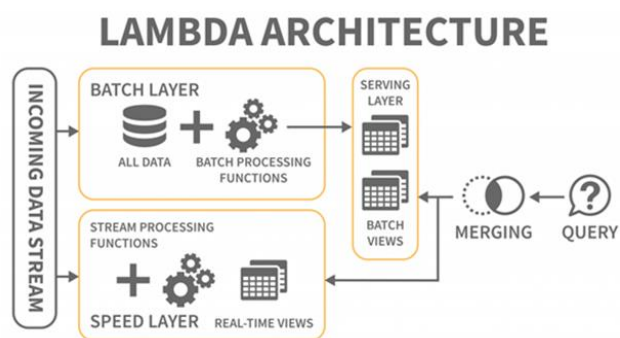 LAMBDA ARCHITECTURE
INCOMING DATA STREAM
BATCH LAYER
ALL DATA
BATCH PROCESSING
FUNCTIONS
SERVING
LAYER
BATCH
VIEWS
MERGING
QUERY
STREAM PROCESSING
FUNCTIONS
SPEED LAYER
REAL-TIME VIEWS